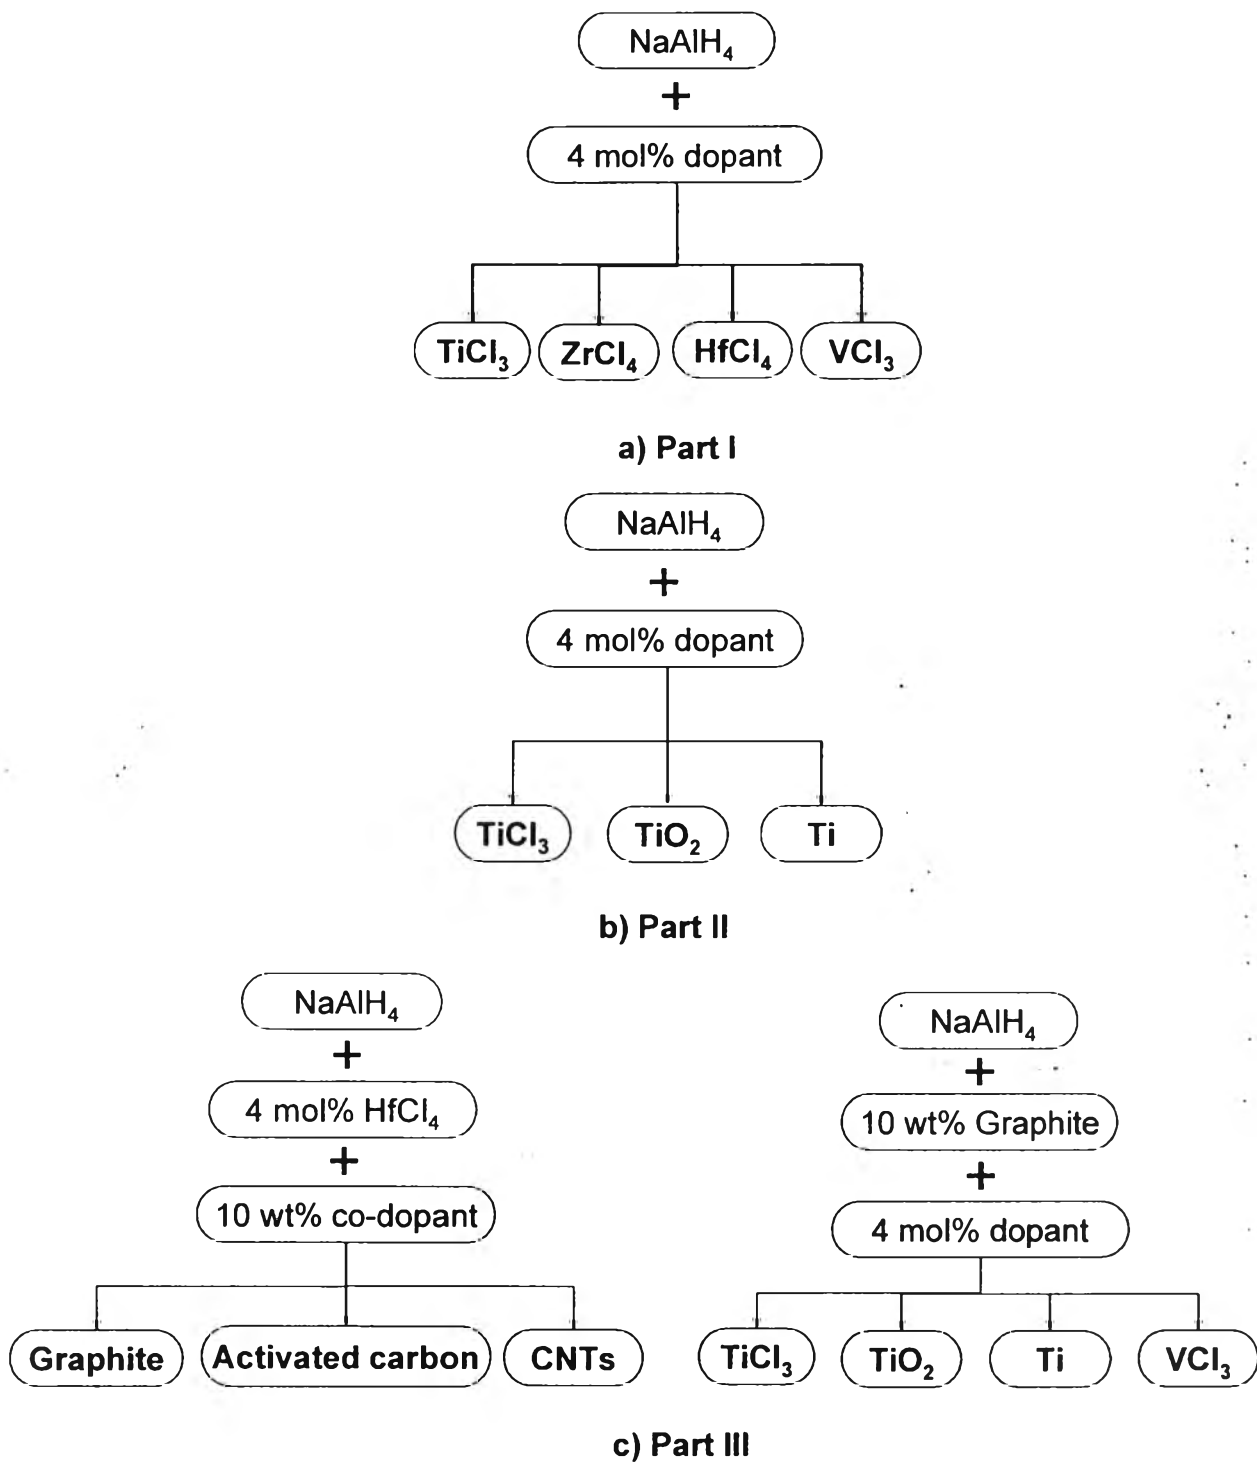 NaAlH₄
+
4 mol% dopant
TiCl₃ ZrCl₄ HfCl₄ VCl₃
a) Part I
NaAlH₄
+
4 mol% dopant
TiCl₃ TiO₂ Ti
b) Part II
NaAlH₄
+
4 mol% HfCl₄
+
10 wt% co-dopant
Graphite Activated carbon CNTs
NaAlH₄
+
10 wt% Graphite
+
4 mol% dopant
TiCl₃ TiO₂ Ti VCl₃
c) Part III